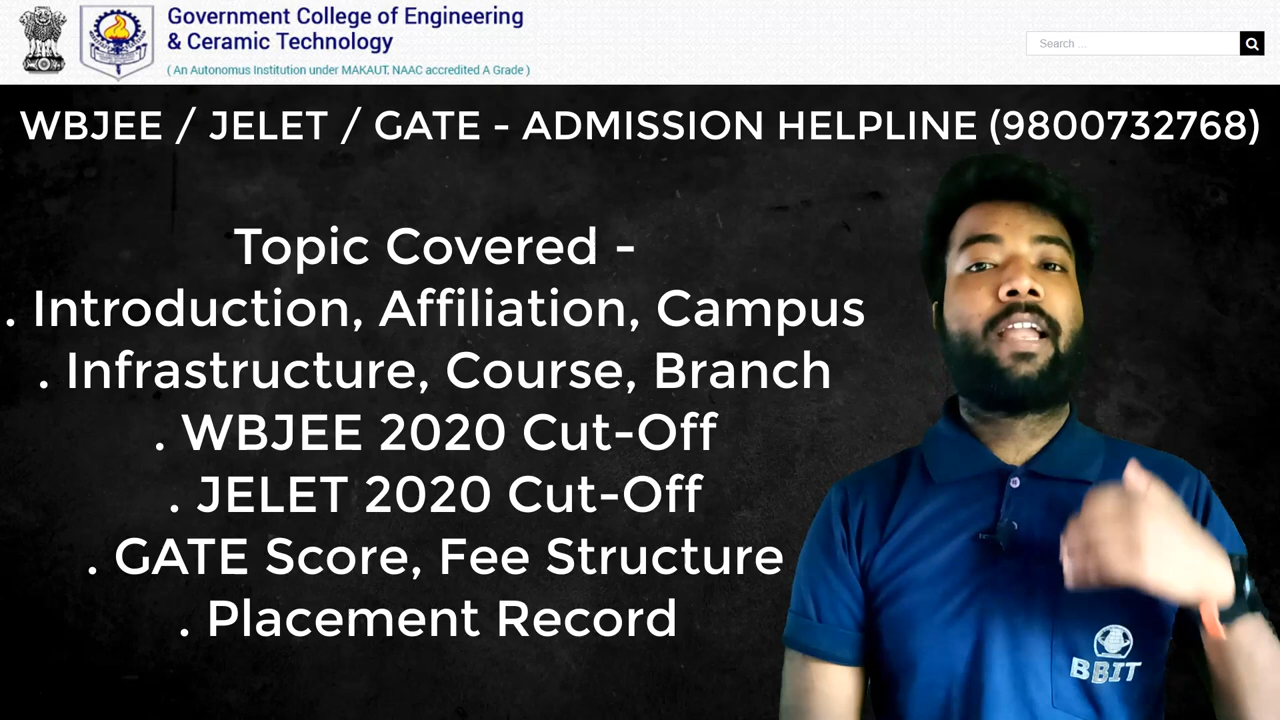 Government College of Engineering
& Ceramic Technology
( An Autonomus Institution under MAKAUT. NAAC accredited A Grade )
Search ...
WBJEE / JELET / GATE - ADMISSION HELPLINE (9800732768)
Topic Covered -
. Introduction, Affiliation, Campus
. Infrastructure, Course, Branch
. WBJEE 2020 Cut-Off
. JELET 2020 Cut-Off
. GATE Score, Fee Structure
. Placement Record
BBIT